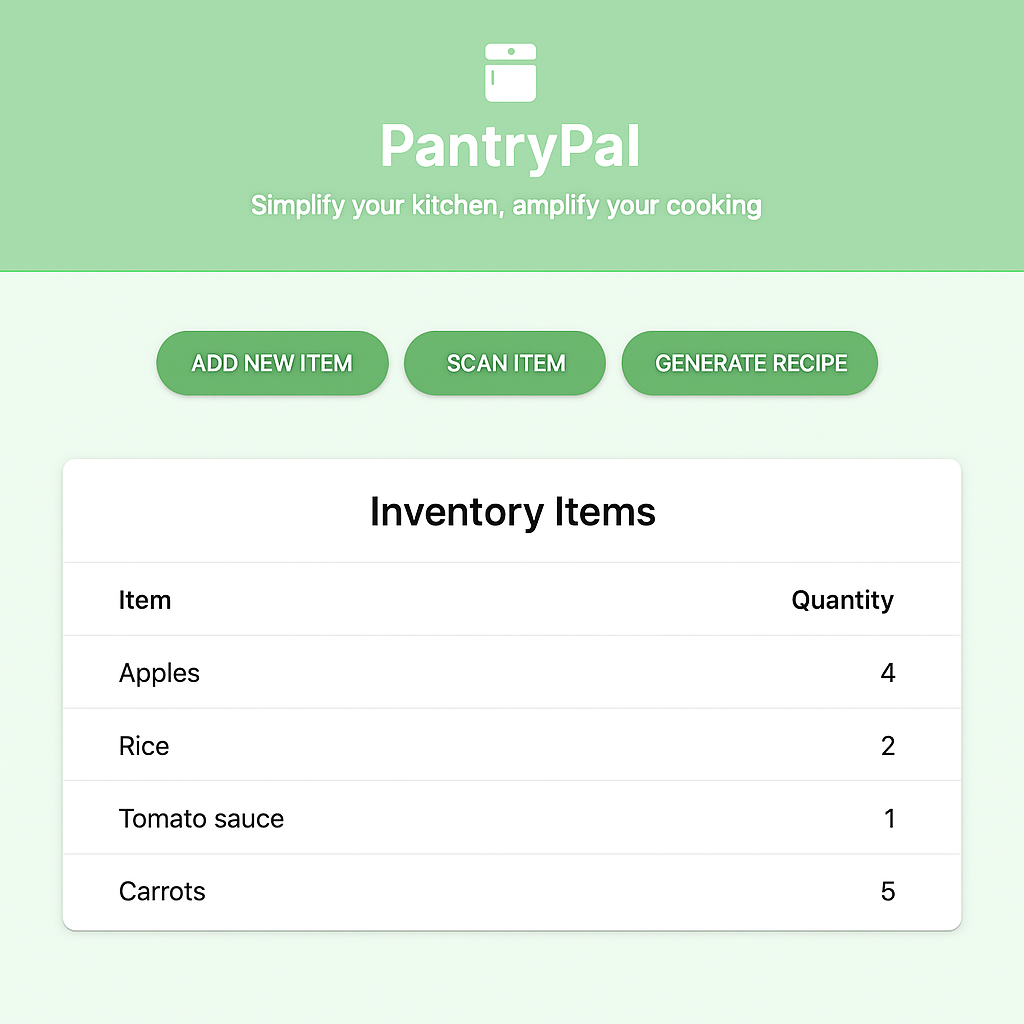 PantryPal
Simplify your kitchen, amplify your cooking
ADD NEW ITEM SCAN ITEM GENERATE RECIPE
Inventory Items
Item Quantity
Apples 4
Rice 2
Tomato sauce 1
Carrots 5